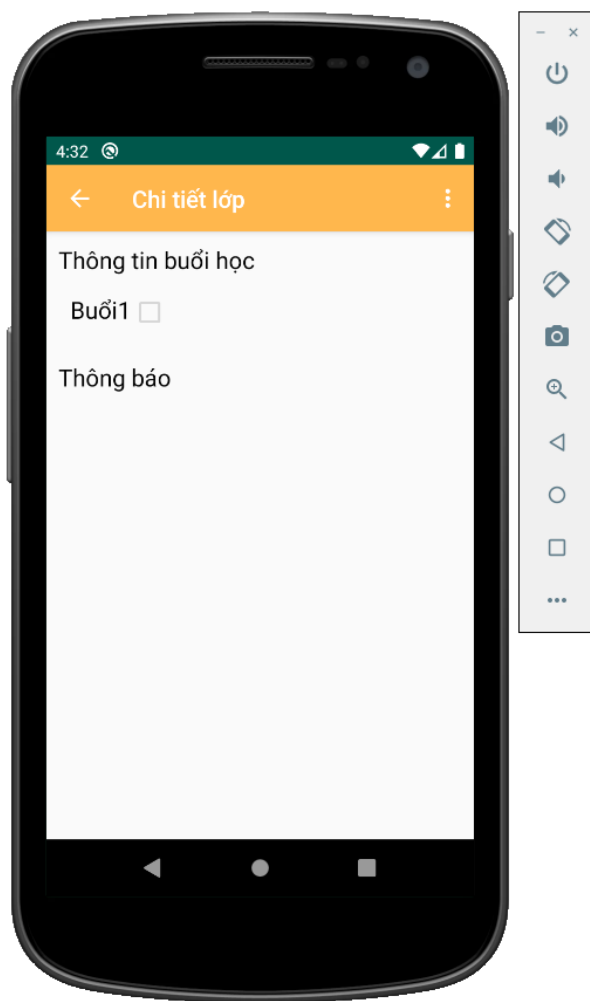 4:32
Chi tiết lớp
Thông tin buổi học
Buổi1
Thông báo